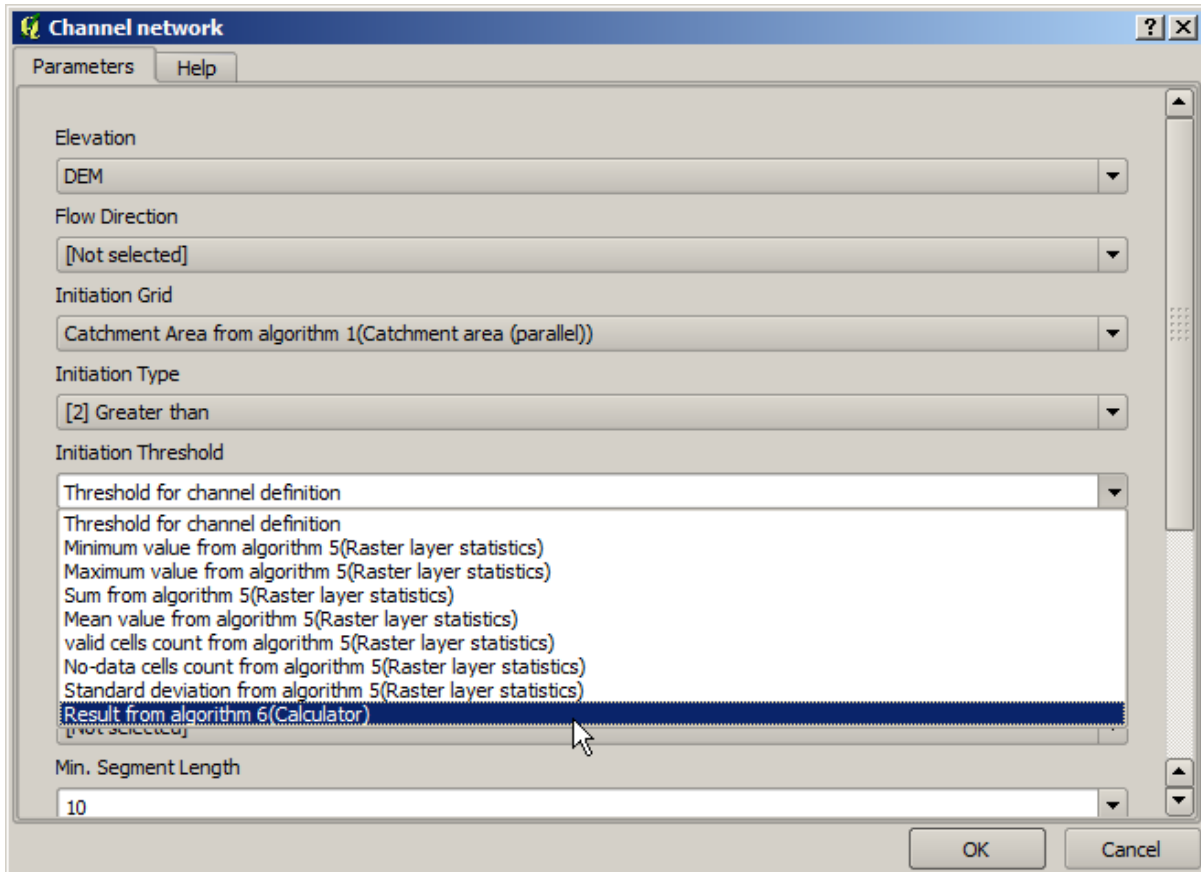 Channel network
Parameters Help
Elevation
DEM
Flow Direction
[Not selected]
Initiation Grid
Catchment Area from algorithm 1(Catchment area (parallel))
Initiation Type
[2] Greater than
Initiation Threshold
Threshold for channel definition
Threshold for channel definition
Minimum value from algorithm 5(Raster layer statistics)
Maximum value from algorithm 5(Raster layer statistics)
Sum from algorithm 5(Raster layer statistics)
Mean value from algorithm 5(Raster layer statistics)
valid cells count from algorithm 5(Raster layer statistics)
No-data cells count from algorithm 5(Raster layer statistics)
Standard deviation from algorithm 5(Raster layer statistics)
Result from algorithm 6(Calculator)
[Not selected]
Min. Segment Length
10
OK Cancel